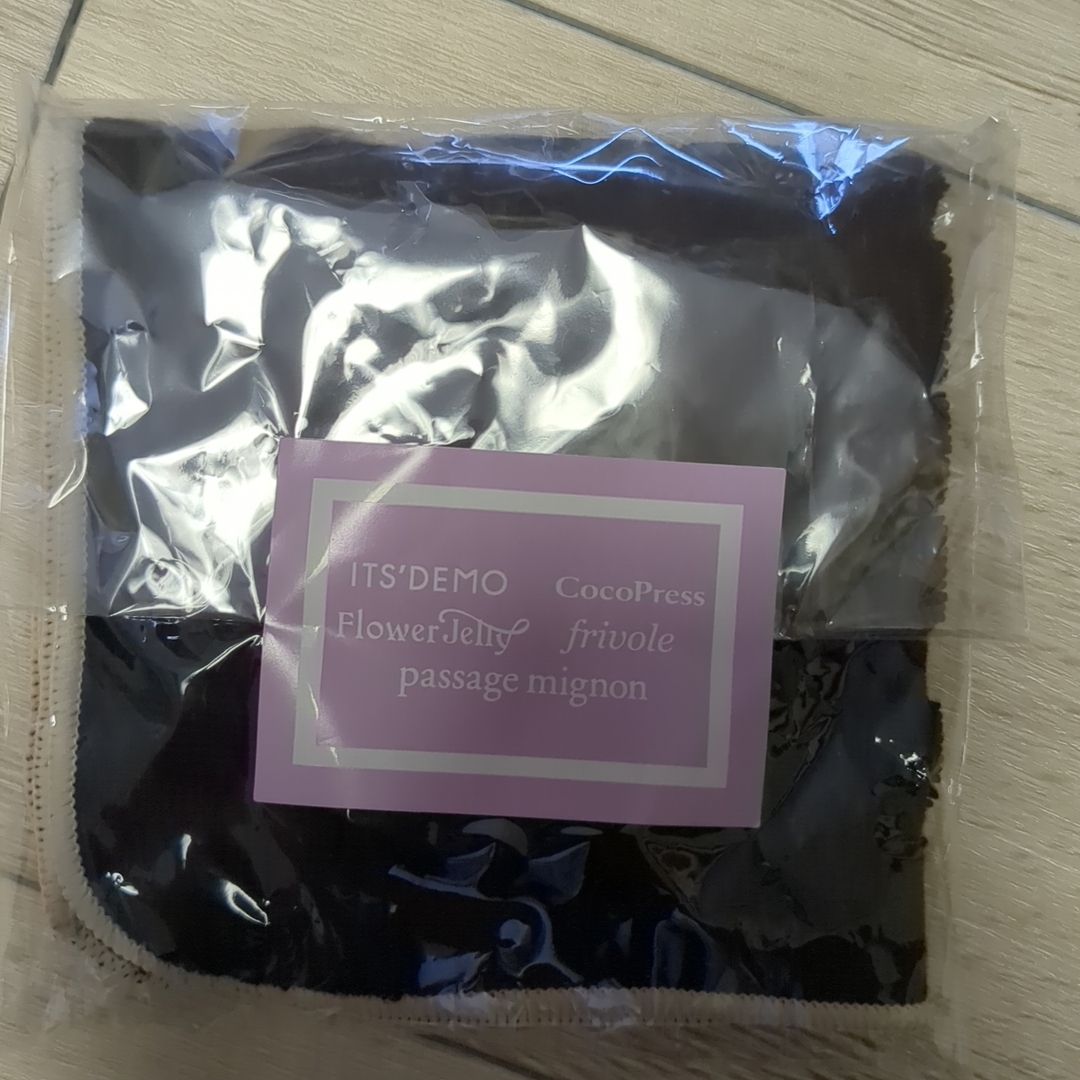 ITS'DEMO CocoPress
FlowerJelly frivole
passage mignon